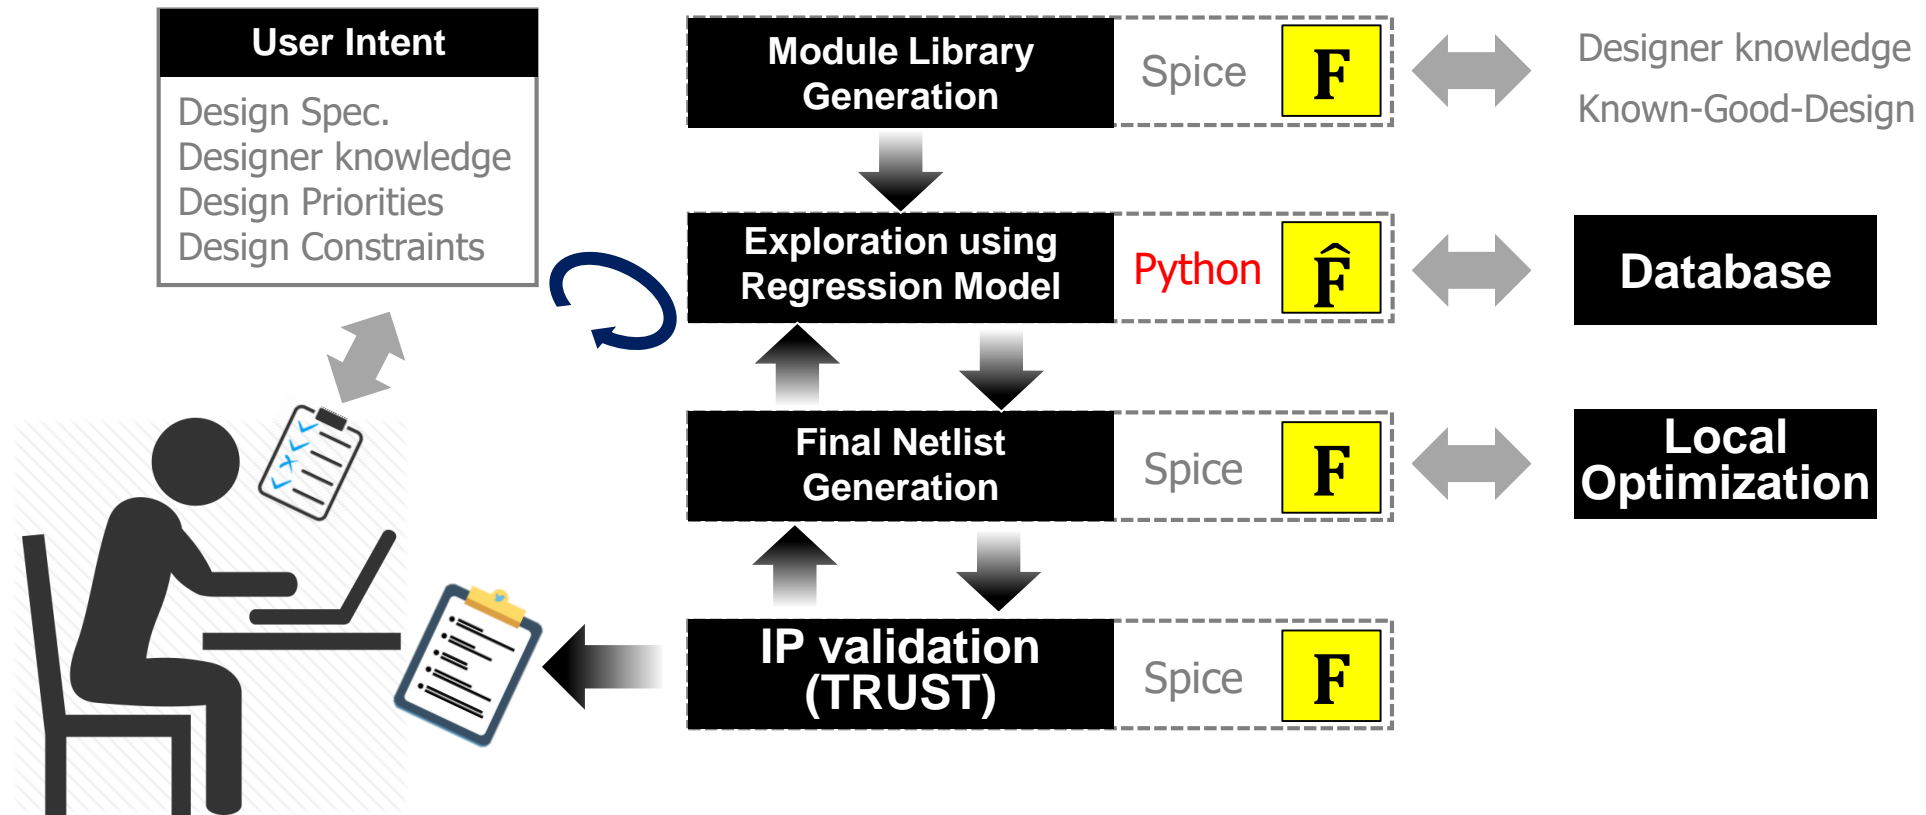 User Intent
Design Spec.
Designer knowledge
Design Priorities
Design Constraints
Module Library
Generation
Spice
F
Designer knowledge
Known-Good-Design
Exploration using
Regression Model
Python
F̂
Database
Final Netlist
Generation
Spice
F
Local
Optimization
IP validation
(TRUST)
Spice
F